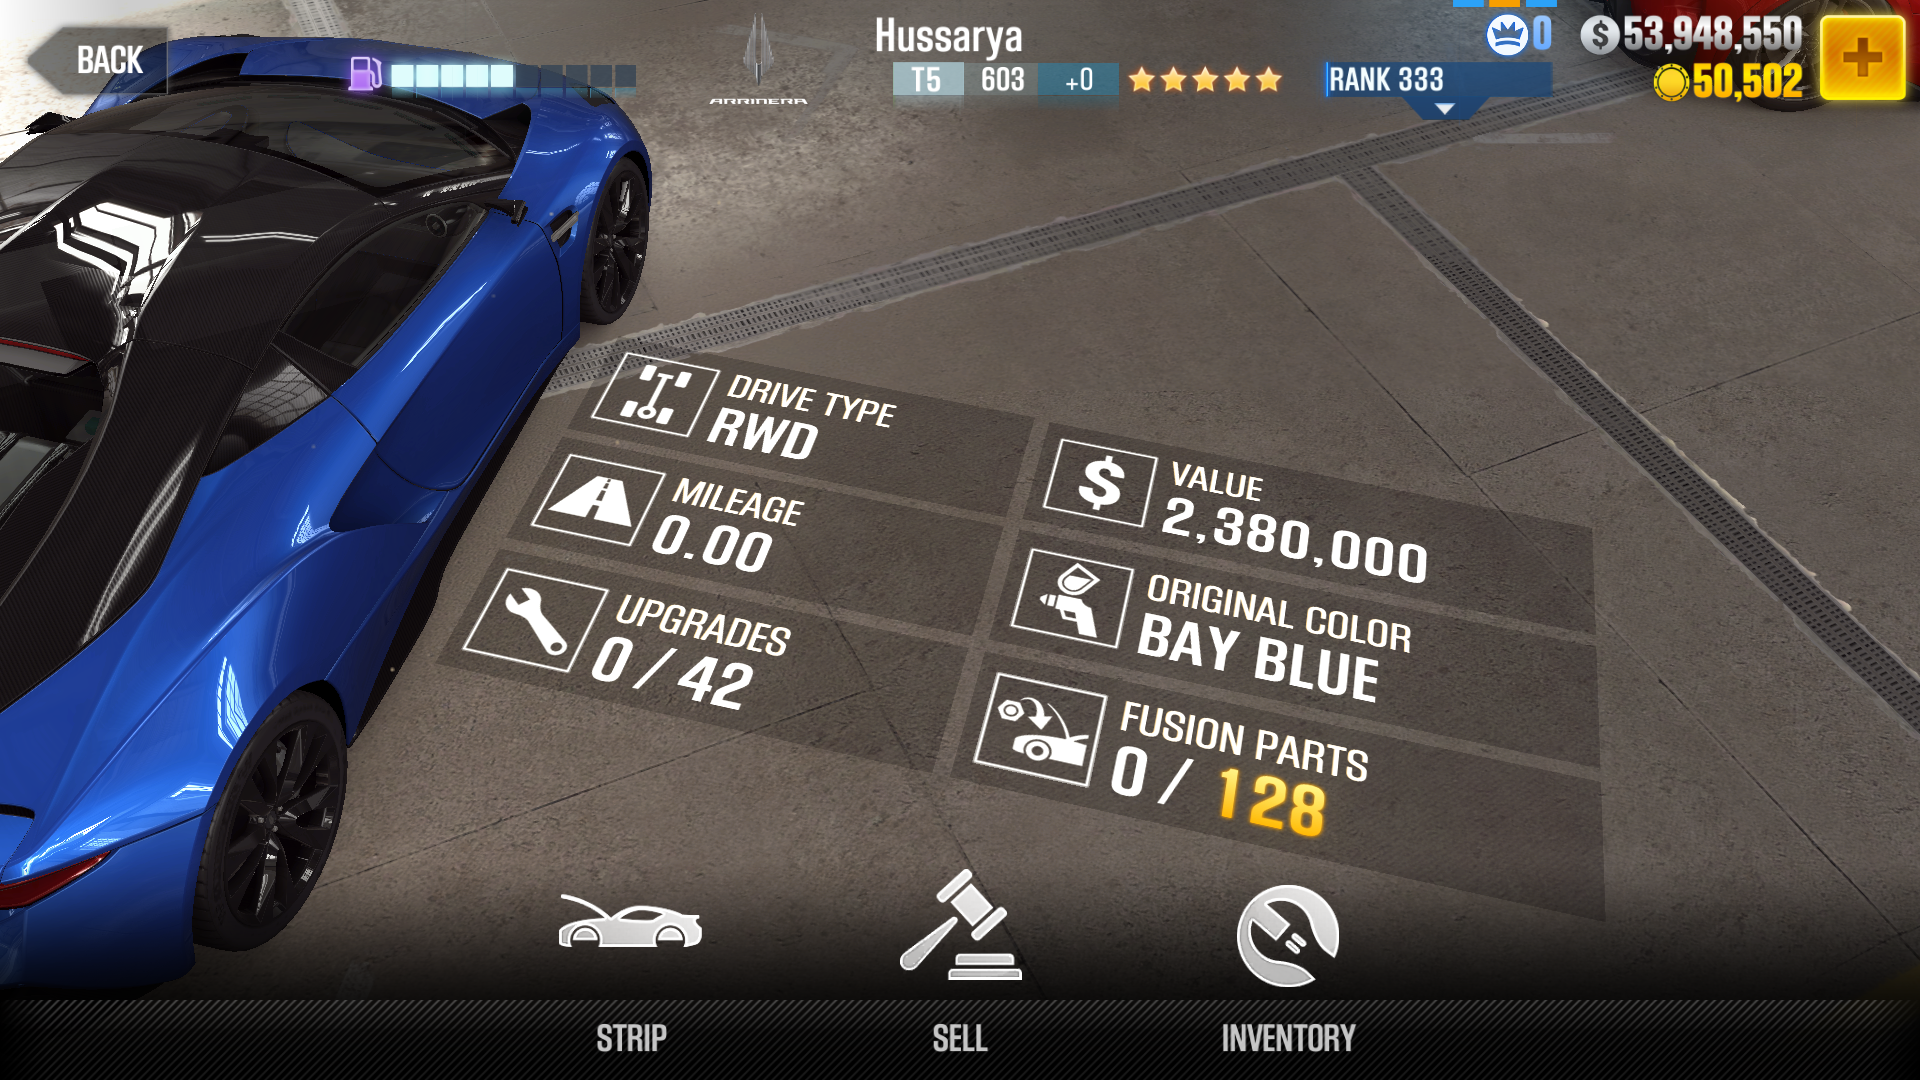 BACK
ARRINERA
Hussarya
T5 603 +0
RANK 333
0
$ 53,948,550
50,502
DRIVE TYPE
RWD
MILEAGE
0.00
UPGRADES
0 / 42
$ VALUE
2,380,000
ORIGINAL COLOR
BAY BLUE
FUSION PARTS
0 / 128
STRIP
SELL
INVENTORY